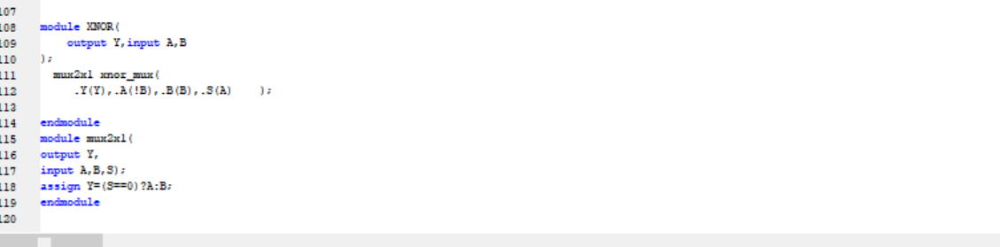 107
108 module XNOR(
109 output Y,input A,B
110 );
111 mux2x1 xnor_mux(
112 .Y(Y),.A(!B),.B(B),.S(A) );
113
114 endmodule
115 module mux2x1(
116 output Y,
117 input A,B,S);
118 assign Y=(S==0)?A:B;
119 endmodule
120